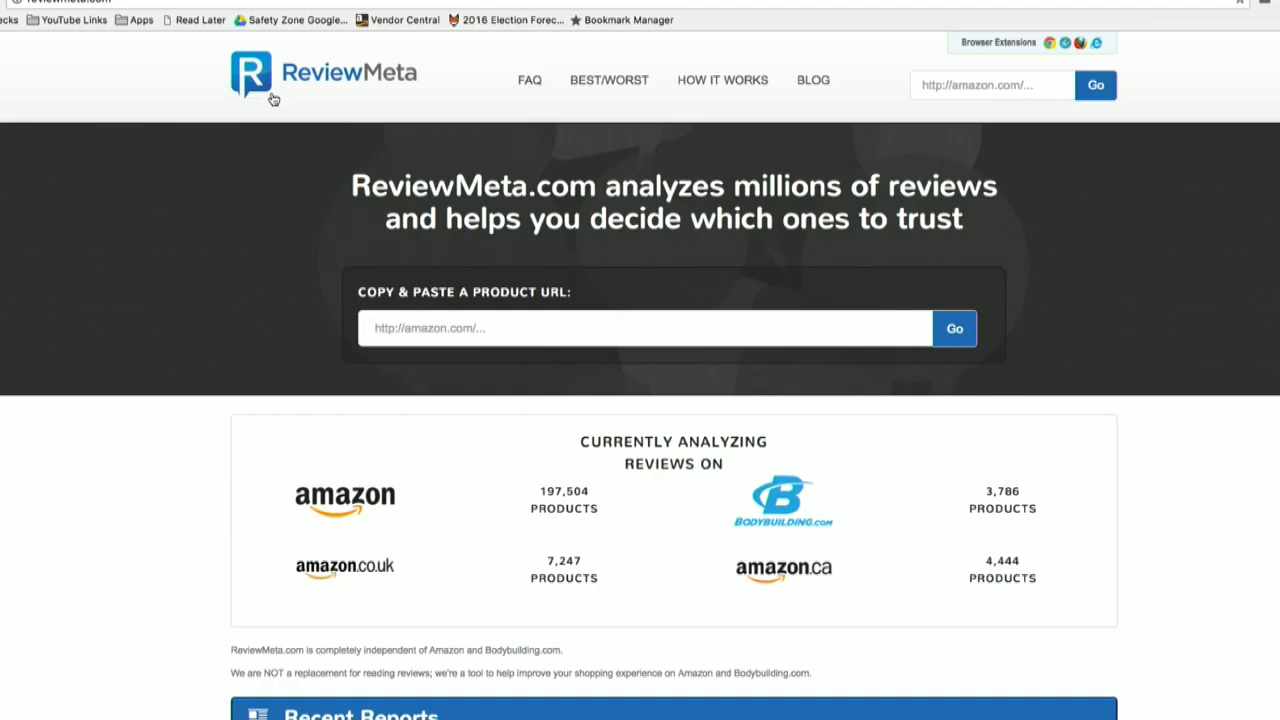 reviewmeta.com
YouTube Links Apps Read Later Safety Zone Google... Vendor Central 2016 Election Forec... Bookmark Manager
Browser Extensions
R ReviewMeta
FAQ BEST/WORST HOW IT WORKS BLOG
http://amazon.com/... Go
ReviewMeta.com analyzes millions of reviews
and helps you decide which ones to trust
COPY & PASTE A PRODUCT URL:
http://amazon.com/... Go
CURRENTLY ANALYZING
REVIEWS ON
amazon
197,504
PRODUCTS
B
BODYBUILDING.COM
3,786
PRODUCTS
amazon.co.uk
7,247
PRODUCTS
amazon.ca
4,444
PRODUCTS
ReviewMeta.com is completely independent of Amazon and Bodybuilding.com.
We are NOT a replacement for reading reviews; we're a tool to help improve your shopping experience on Amazon and Bodybuilding.com.
Recent Reports